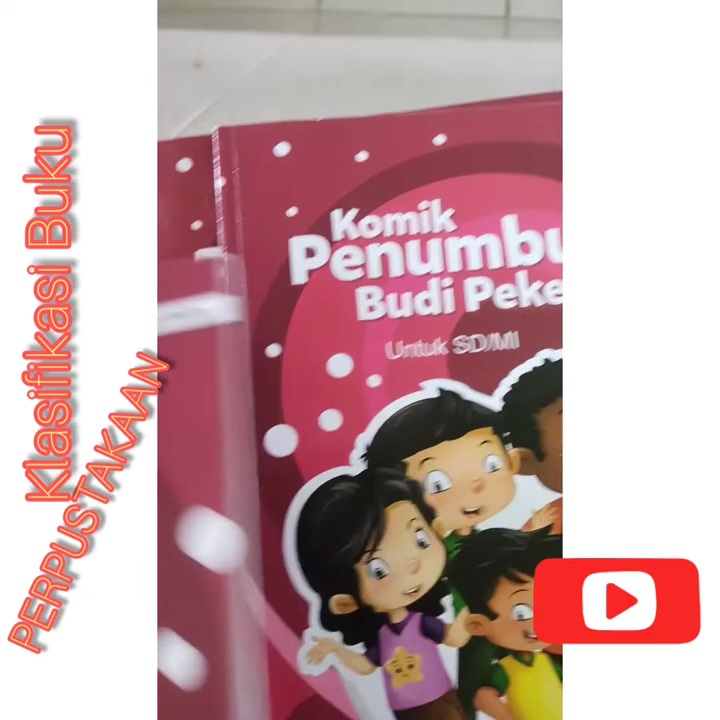 Klasifikasi Buku
PERPUSTAKAAN
Komik
Penumbu
Budi Peke
Untuk SD/MI